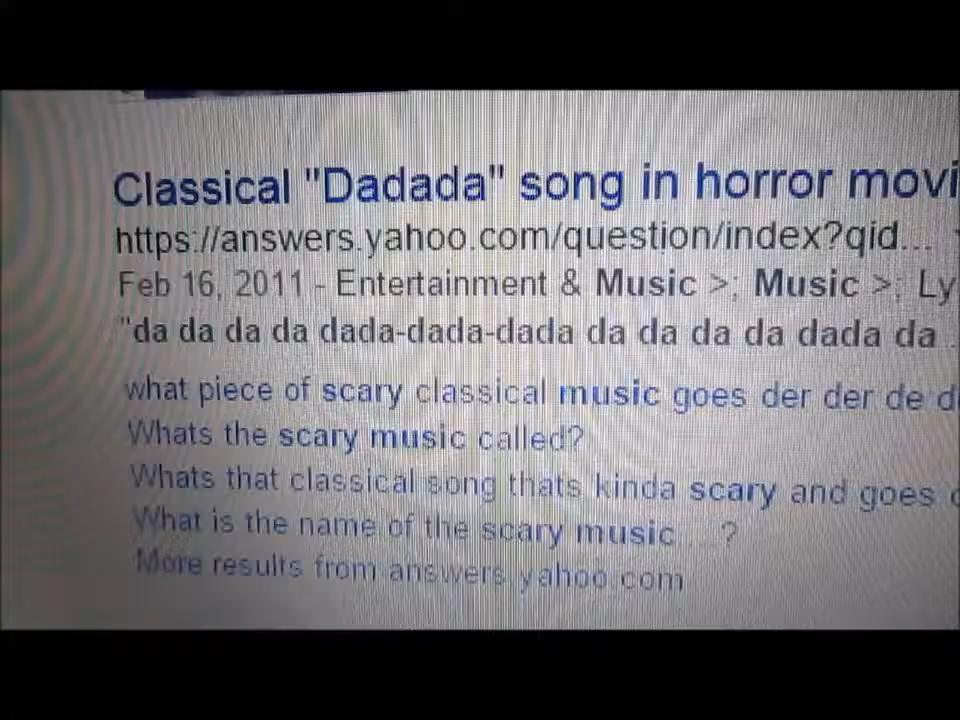 Classical "Dadada" song in horror movi
https://answers.yahoo.com/question/index?qid...
Feb 16, 2011 - Entertainment & Music >; Music >; Ly
"da da da da dada-dada-dada da da da da dada da .
what piece of scary classical music goes der der de d
Whats the scary music called?
Whats that classical song thats kinda scary and goes
What is the name of the scary music ...?
More results from answers.yahoo.com